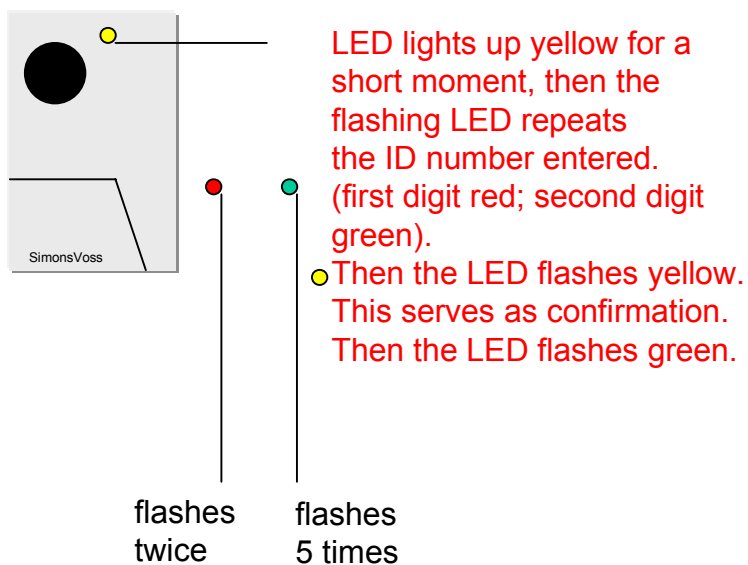 LED lights up yellow for a
short moment, then the
flashing LED repeats
the ID number entered.
(first digit red; second digit
green).
Then the LED flashes yellow.
This serves as confirmation.
Then the LED flashes green.
SimonsVoss
flashes
twice
flashes
5 times